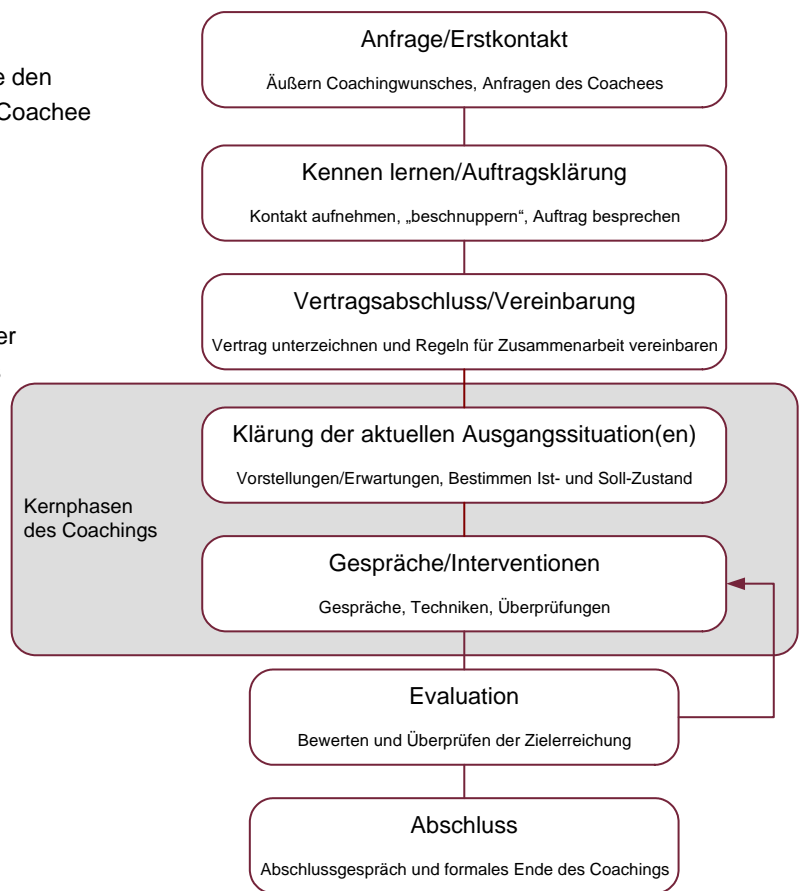 e den
Coachee
er
Anfrage/Erstkontakt
Äußern Coachingwunsches, Anfragen des Coachees
Kennen lernen/Auftragsklärung
Kontakt aufnehmen, „beschnuppern“, Auftrag besprechen
Vertragsabschluss/Vereinbarung
Vertrag unterzeichnen und Regeln für Zusammenarbeit vereinbaren
Kernphasen
des Coachings
Klärung der aktuellen Ausgangssituation(en)
Vorstellungen/Erwartungen, Bestimmen Ist- und Soll-Zustand
Gespräche/Interventionen
Gespräche, Techniken, Überprüfungen
Evaluation
Bewerten und Überprüfen der Zielerreichung
Abschluss
Abschlussgespräch und formales Ende des Coachings